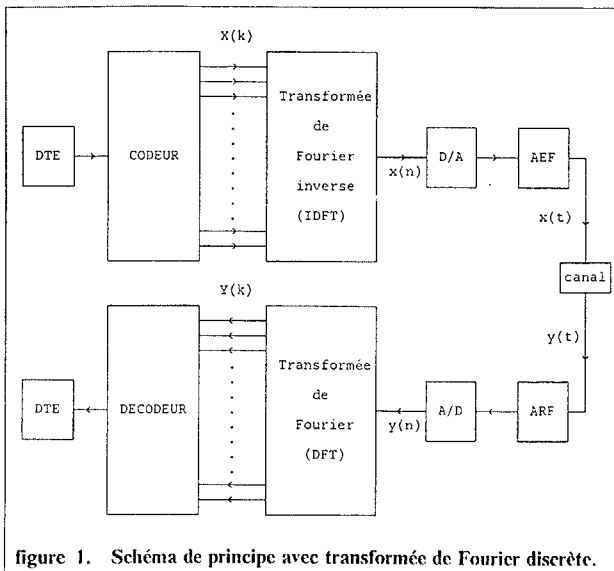 X(k)
DTE
CODEUR
Transformée
de
Fourier
inverse
(IDFT)
x(n)
D/A
AEF
x(t)
canal
y(t)
Y(k)
DTE
DECODEUR
Transformée
de
Fourier
(DFT)
y(n)
A/D
ARF
figure 1. Schéma de principe avec transformée de Fourier discrète.